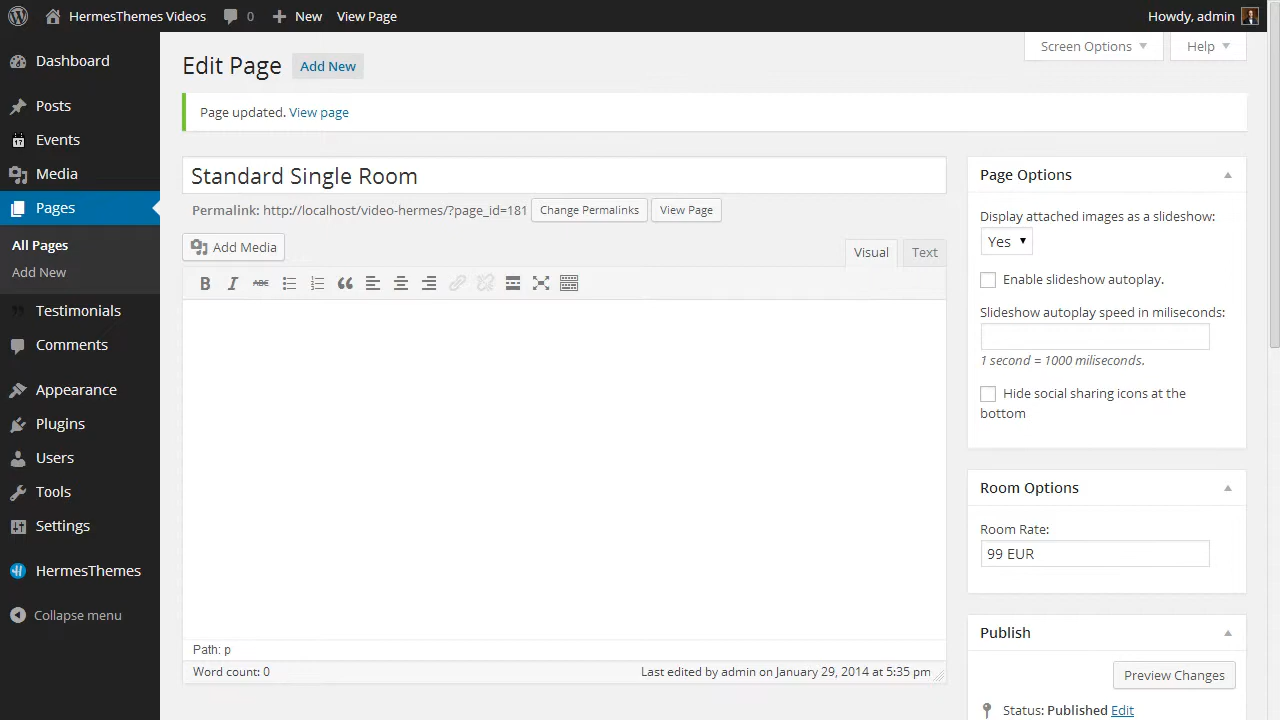 HermesThemes Videos 0 New View Page Howdy, admin
Dashboard
Posts
Events
Media
Pages
All Pages
Add New
Testimonials
Comments
Appearance
Plugins
Users
Tools
Settings
HermesThemes
Collapse menu
Screen Options Help
Edit Page Add New
Page updated. View page
Standard Single Room
Permalink: http://localhost/video-hermes/?page_id=181 Change Permalinks View Page
Add Media Visual Text
B I ABC
Path: p
Word count: 0 Last edited by admin on January 29, 2014 at 5:35 pm
Page Options
Display attached images as a slideshow:
Yes
Enable slideshow autoplay.
Slideshow autoplay speed in miliseconds:
1 second = 1000 miliseconds.
Hide social sharing icons at the
bottom
Room Options
Room Rate:
99 EUR
Publish
Preview Changes
Status: Published Edit